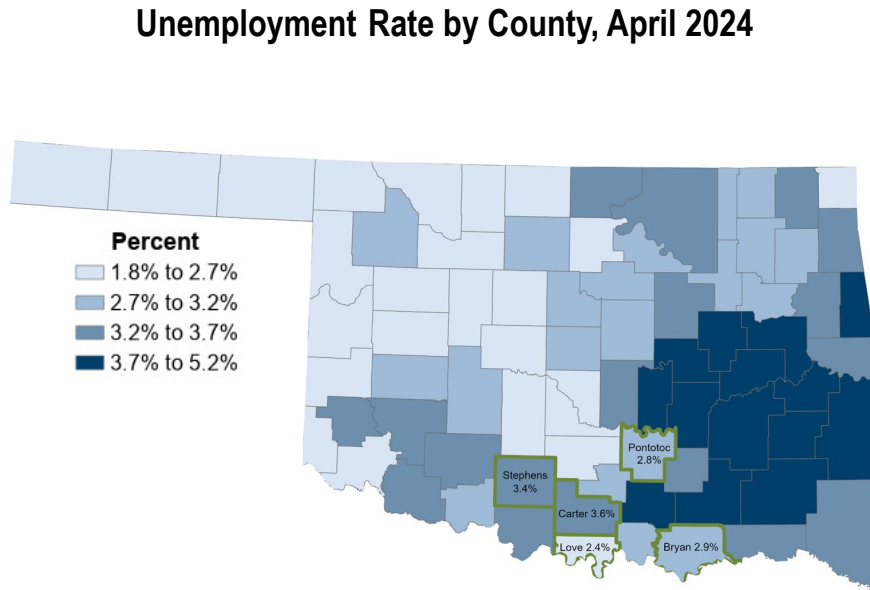 Unemployment Rate by County, April 2024
Percent
1.8% to 2.7%
2.7% to 3.2%
3.2% to 3.7%
3.7% to 5.2%
Pontotoc
2.8%
Stephens
3.4%
Carter 3.6%
Love 2.4%
Bryan 2.9%